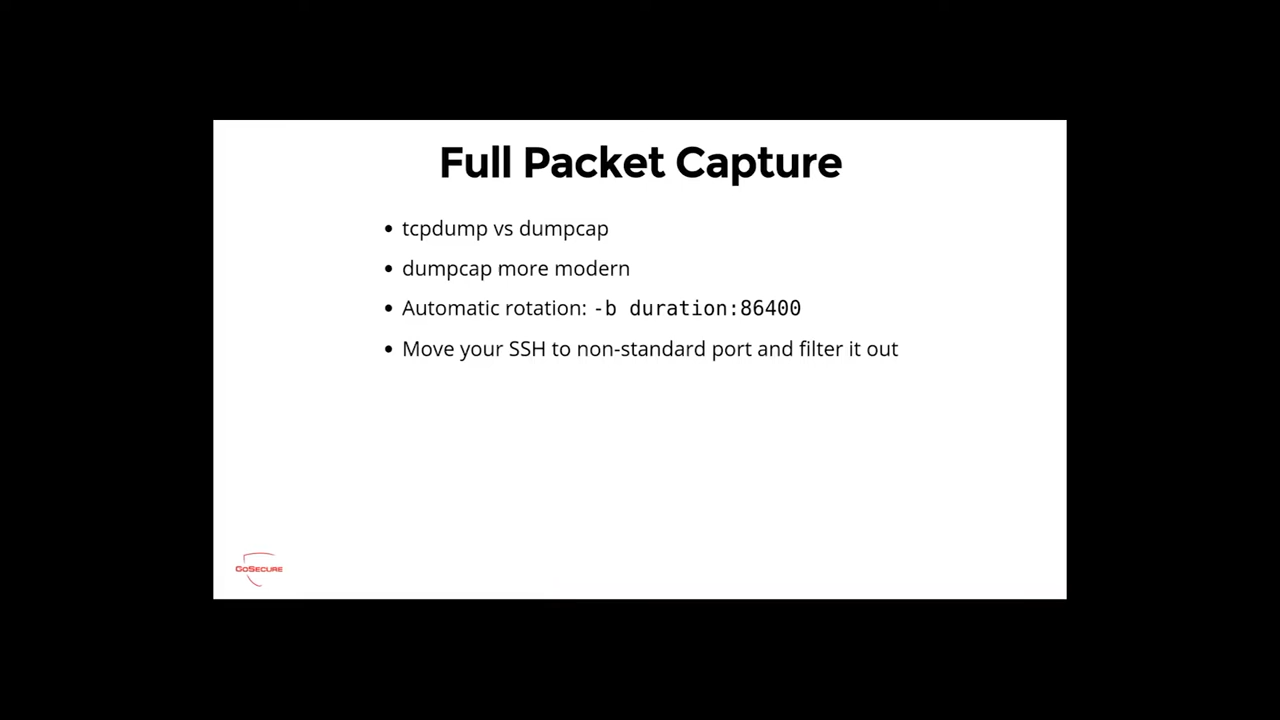 Full Packet Capture
• tcpdump vs dumpcap
• dumpcap more modern
• Automatic rotation: -b duration:86400
• Move your SSH to non-standard port and filter it out
GoSecure